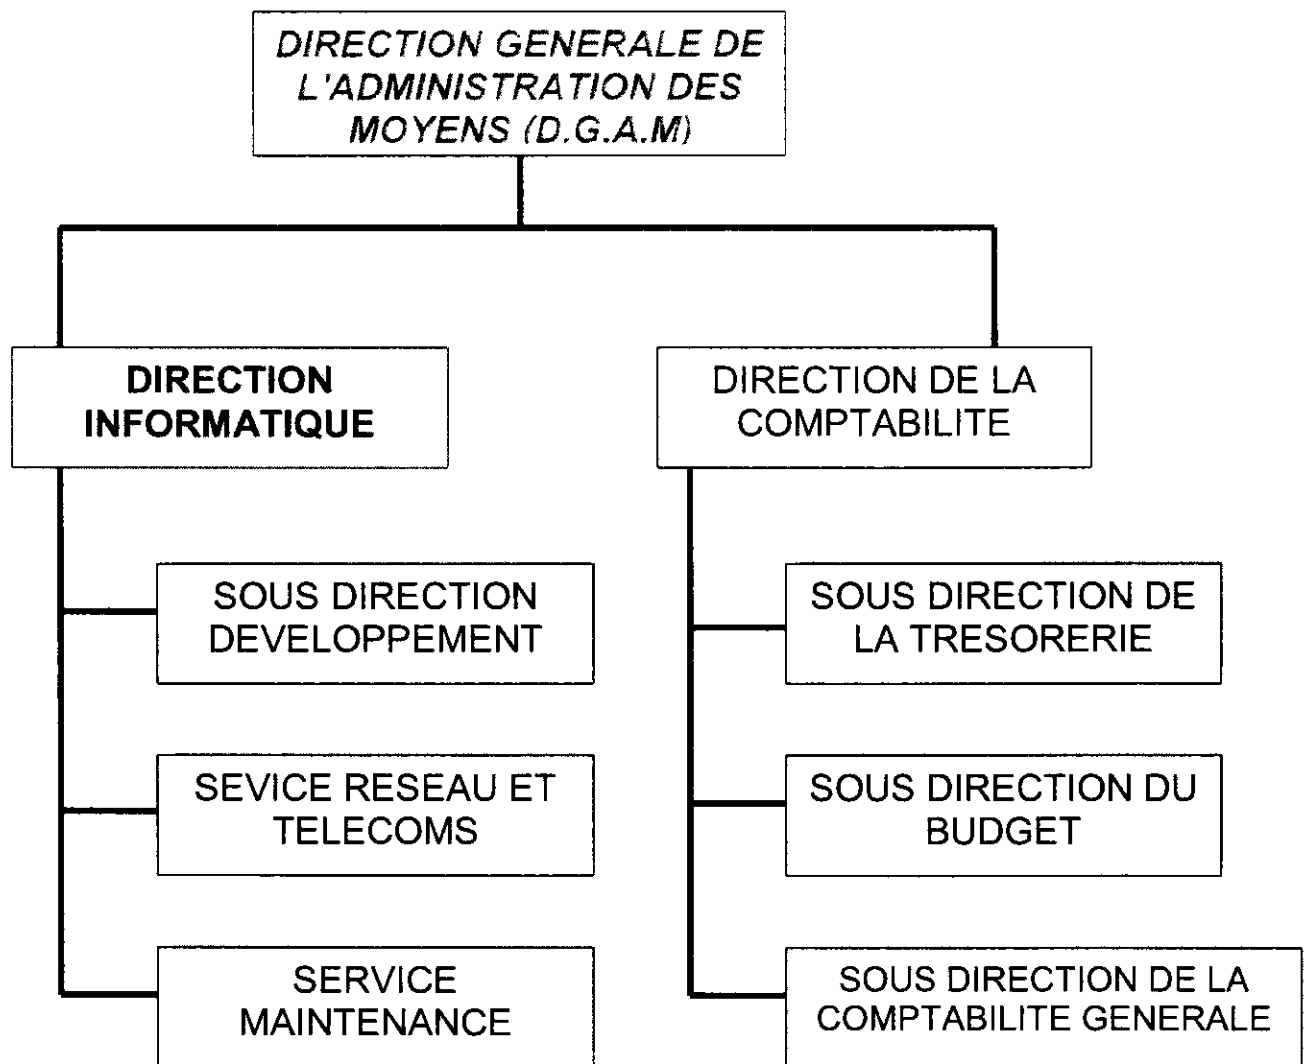 DIRECTION GENERALE DE
L'ADMINISTRATION DES
MOYENS (D.G.A.M)
DIRECTION
INFORMATIQUE
DIRECTION DE LA
COMPTABILITE
SOUS DIRECTION
DEVELOPPEMENT
SOUS DIRECTION DE
LA TRESORERIE
SEVICE RESEAU ET
TELECOMS
SOUS DIRECTION DU
BUDGET
SERVICE
MAINTENANCE
SOUS DIRECTION DE LA
COMPTABILITE GENERALE